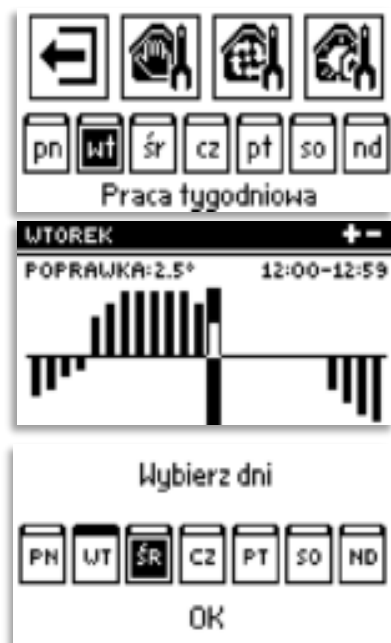 pn wt śr cz pt so nd
Praca tygodniowa
WTOREK + -
POPRAWKA:2.5° 12:00-12:59
Wybierz dni
PN WT ŚR CZ PT SO ND
OK